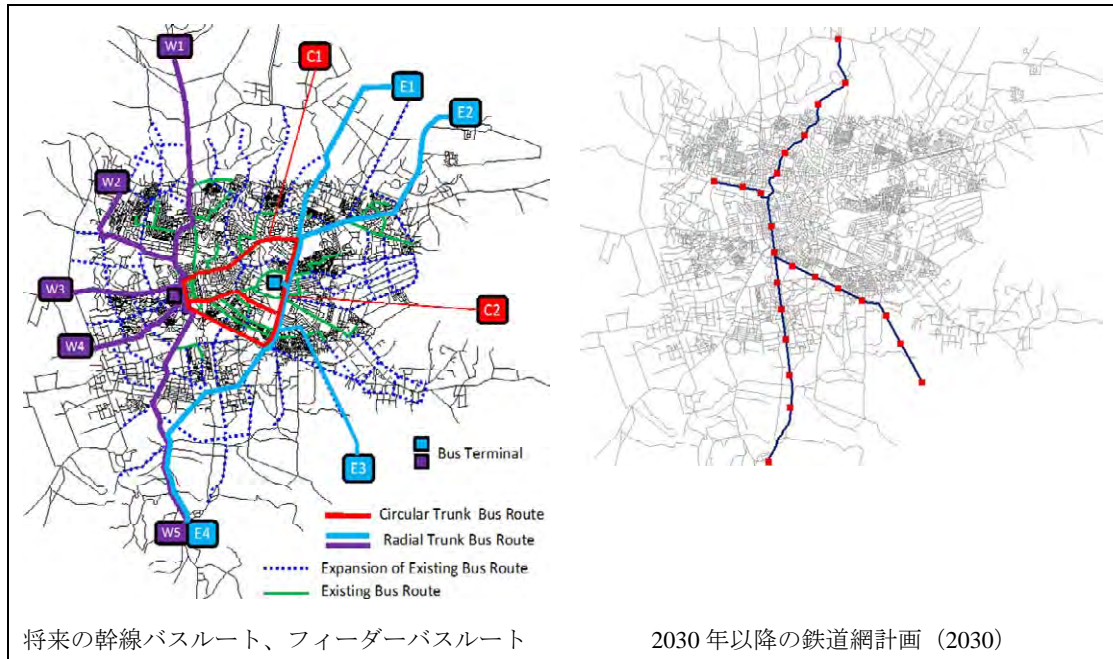 W1
C1
E1
E2
W2
W3
C2
W4
Bus Terminal
E3
Circular Trunk Bus Route
W5 E4
Radial Trunk Bus Route
Expansion of Existing Bus Route
Existing Bus Route
将来の幹線バスルート、フィーダーバスルート
2030 年以降の鉄道網計画（2030）